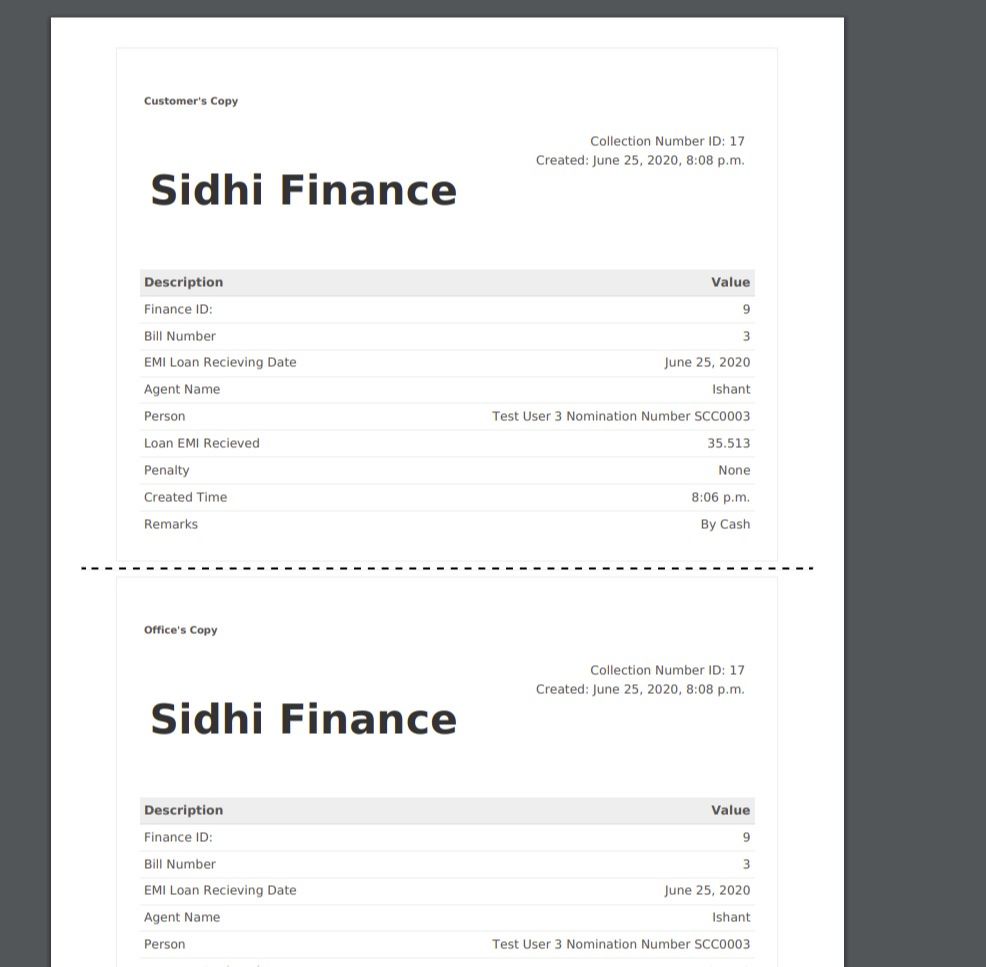 Customer's Copy
Collection Number ID: 17
Created: June 25, 2020, 8:08 p.m.
Sidhi Finance
Description Value
Finance ID: 9
Bill Number 3
EMI Loan Recieving Date June 25, 2020
Agent Name Ishant
Person Test User 3 Nomination Number SCC0003
Loan EMI Recieved 35.513
Penalty None
Created Time 8:06 p.m.
Remarks By Cash
Office's Copy
Collection Number ID: 17
Created: June 25, 2020, 8:08 p.m.
Sidhi Finance
Description Value
Finance ID: 9
Bill Number 3
EMI Loan Recieving Date June 25, 2020
Agent Name Ishant
Person Test User 3 Nomination Number SCC0003